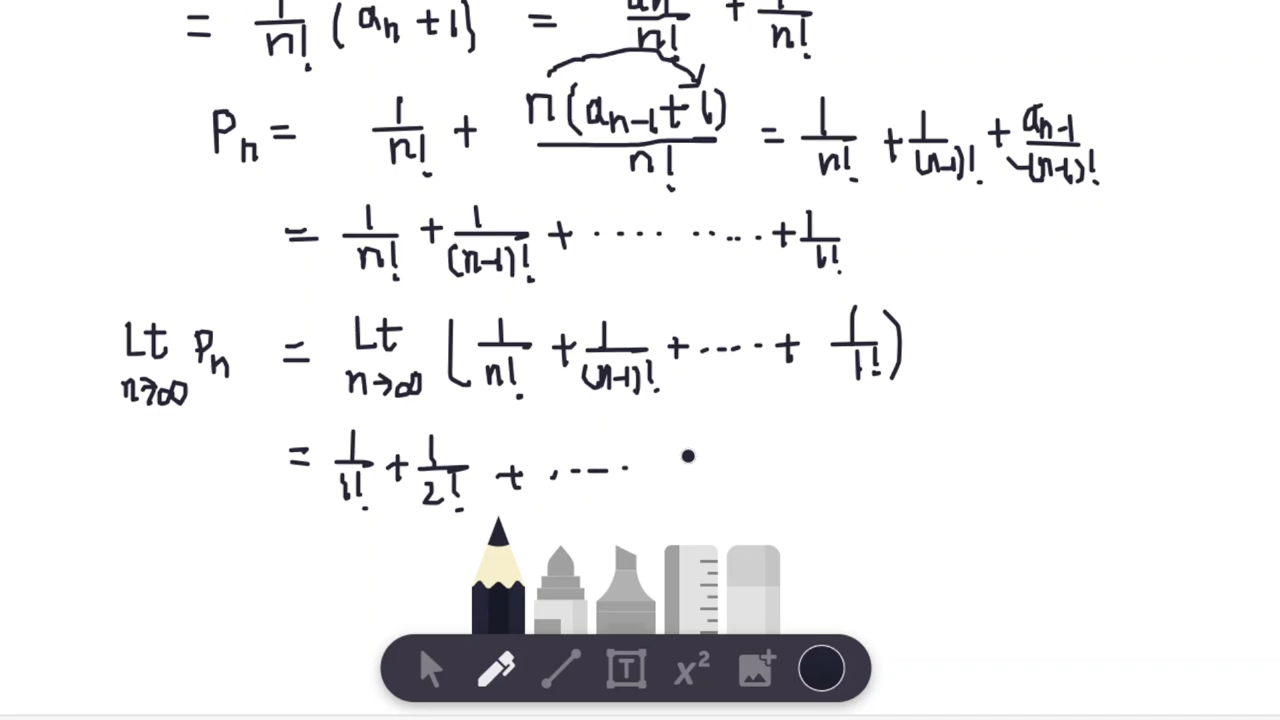 = 1/n! (an + 1) = an/n! + 1/n!
Pn = 1/n! + n(an-1 + 1)/n! = 1/n! + 1/(n-1)! + an-1/(n-1)!
= 1/n! + 1/(n-1)! + ......... + 1/1!
Lt n→∞ Pn = Lt n→∞ (1/n! + 1/(n-1)! + ..... + 1/1!)
= 1/1! + 1/2! + .....
T x²